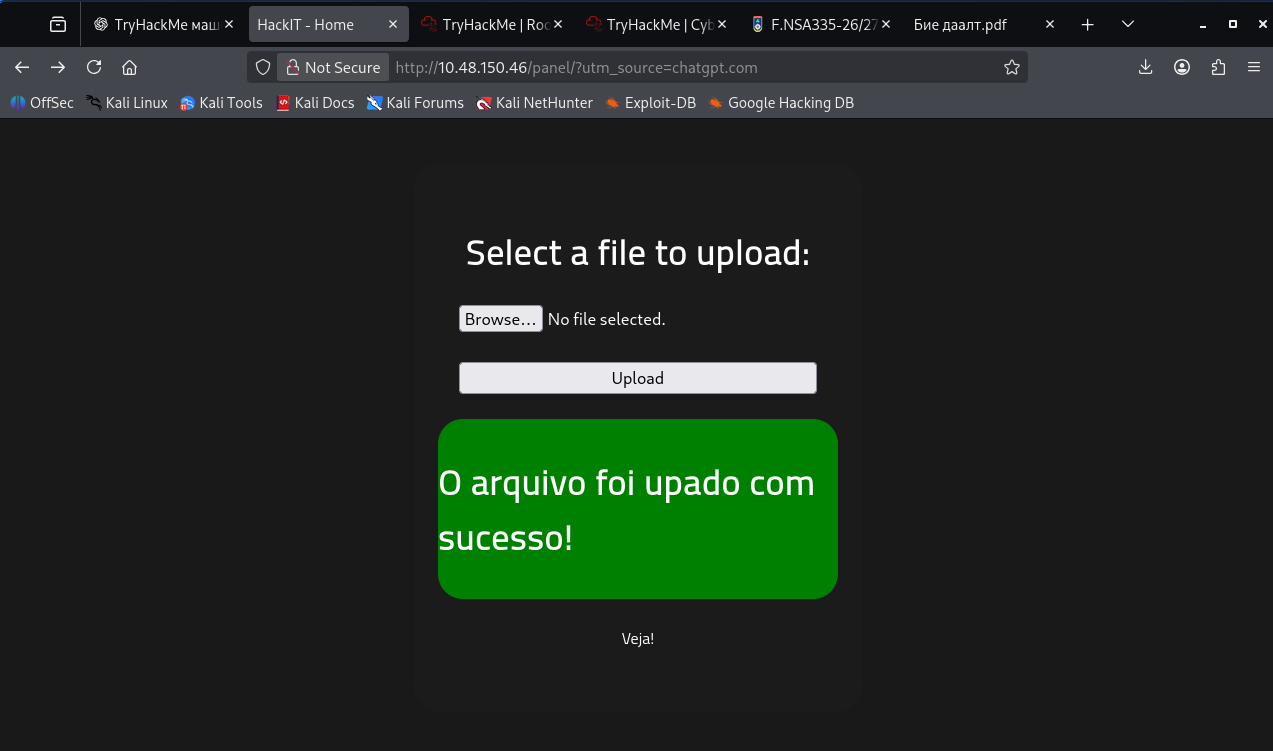 TryHackMe маш
HackIT - Home
TryHackMe | Roo
TryHackMe | Cyb
F.NSA335-26/27
Бие даалт.pdf
Not Secure
http://10.48.150.46/panel/?utm_source=chatgpt.com
OffSec
Kali Linux
Kali Tools
Kali Docs
Kali Forums
Kali NetHunter
Exploit-DB
Google Hacking DB
Select a file to upload:
Browse...
No file selected.
Upload
O arquivo foi upado com
sucesso!
Veja!